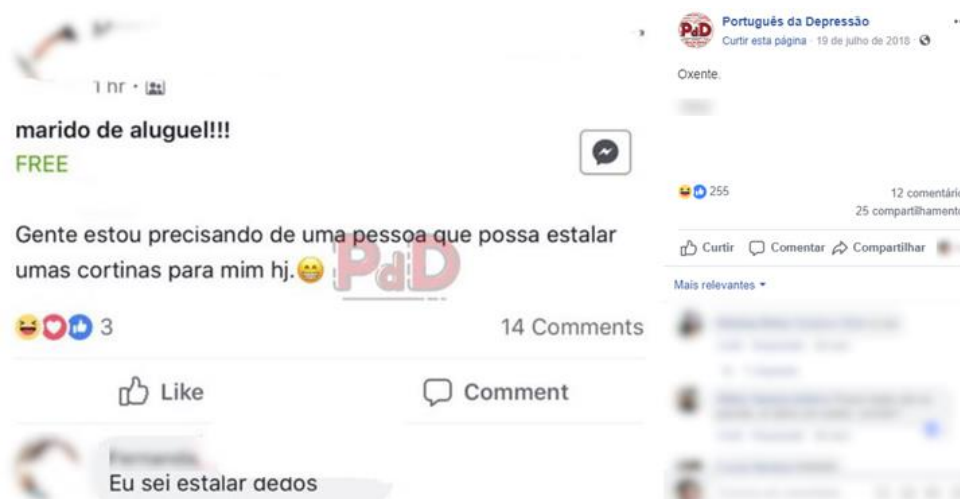 1 hr
marido de aluguel!!!
FREE
Gente estou precisando de uma pessoa que possa estalar
umas cortinas para mim hj.😁
PdD
3
14 Comments
Like
Comment
Eu sei estalar dedos
PdD
Português da Depressão
Curtir esta página · 19 de julho de 2018
Oxente.
255
12 comentário
25 compartilhamento
Curtir Comentar Compartilhar
Mais relevantes